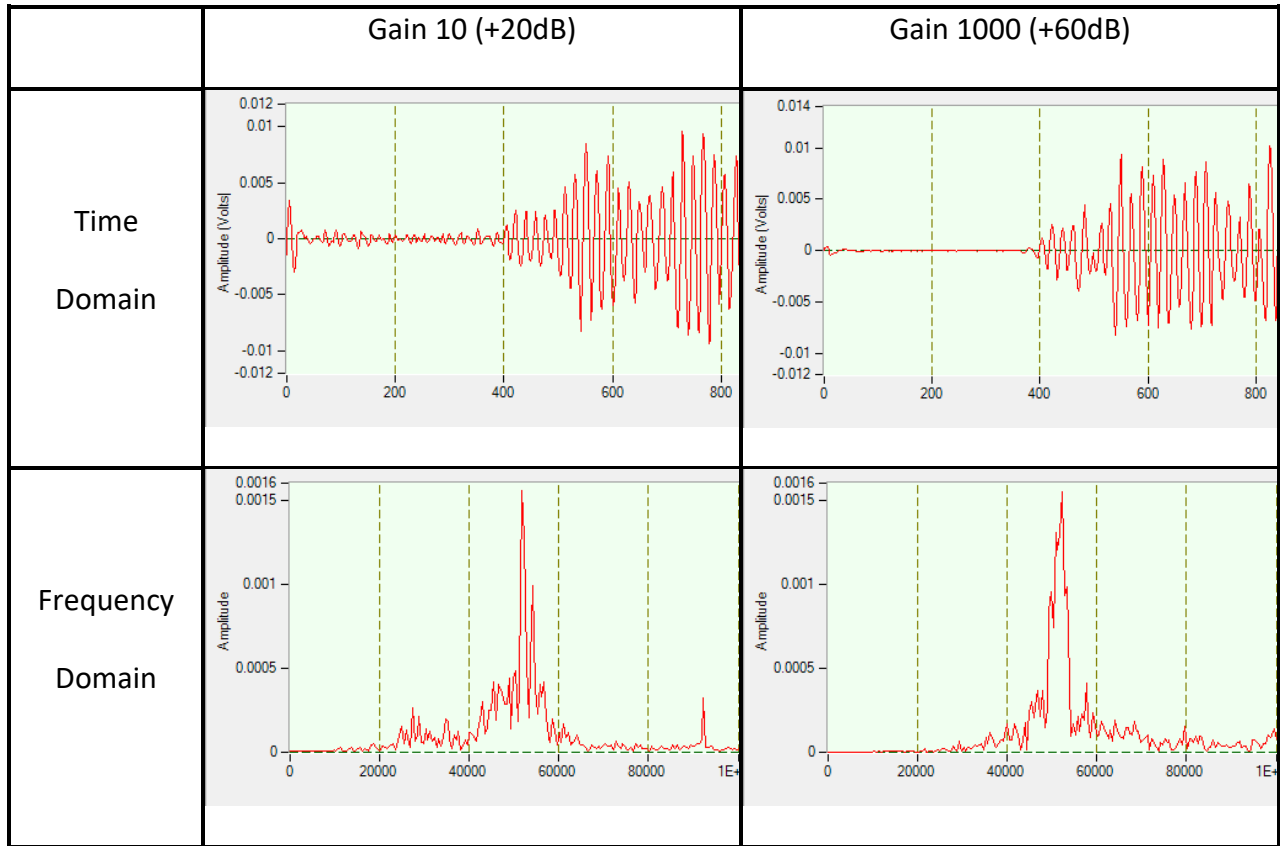 Gain 10 (+20dB)
Gain 1000 (+60dB)
Time
Domain
0.012
0.01
0.005
0
-0.005
-0.01
-0.012
Amplitude (Volts|
0 200 400 600 800
0.014
0.01
0.005
0
-0.005
-0.01
-0.012
Amplitude (Volts|
0 200 400 600 800
Frequency
Domain
0.0016
0.0015
0.001
0.0005
0
Amplitude
0 20000 40000 60000 80000 1E+
0.0016
0.0015
0.001
0.0005
0
Amplitude
0 20000 40000 60000 80000 1E+